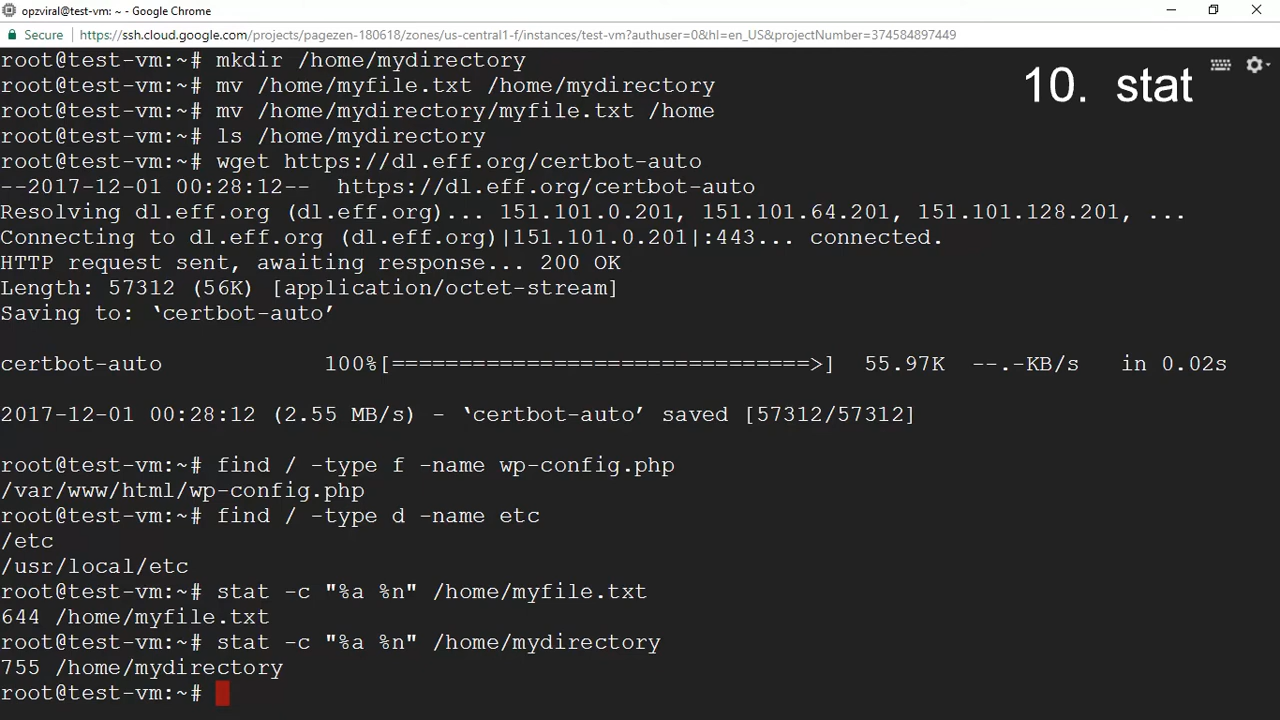 opzviral@test-vm: ~ - Google Chrome
Secure https://ssh.cloud.google.com/projects/pagezen-180618/zones/us-central1-f/instances/test-vm?authuser=0&hl=en_US&projectNumber=374584897449
root@test-vm:~# mkdir /home/mydirectory
root@test-vm:~# mv /home/myfile.txt /home/mydirectory
10. stat
root@test-vm:~# mv /home/mydirectory/myfile.txt /home
root@test-vm:~# ls /home/mydirectory
root@test-vm:~# wget https://dl.eff.org/certbot-auto
--2017-12-01 00:28:12--  https://dl.eff.org/certbot-auto
Resolving dl.eff.org (dl.eff.org)... 151.101.0.201, 151.101.64.201, 151.101.128.201, ...
Connecting to dl.eff.org (dl.eff.org)|151.101.0.201|:443... connected.
HTTP request sent, awaiting response... 200 OK
Length: 57312 (56K) [application/octet-stream]
Saving to: ‘certbot-auto’
certbot-auto            100%[===============================>]  55.97K  --.-KB/s   in 0.02s
2017-12-01 00:28:12 (2.55 MB/s) - ‘certbot-auto’ saved [57312/57312]
root@test-vm:~# find / -type f -name wp-config.php
/var/www/html/wp-config.php
root@test-vm:~# find / -type d -name etc
/etc
/usr/local/etc
root@test-vm:~# stat -c "%a %n" /home/myfile.txt
644 /home/myfile.txt
root@test-vm:~# stat -c "%a %n" /home/mydirectory
755 /home/mydirectory
root@test-vm:~#